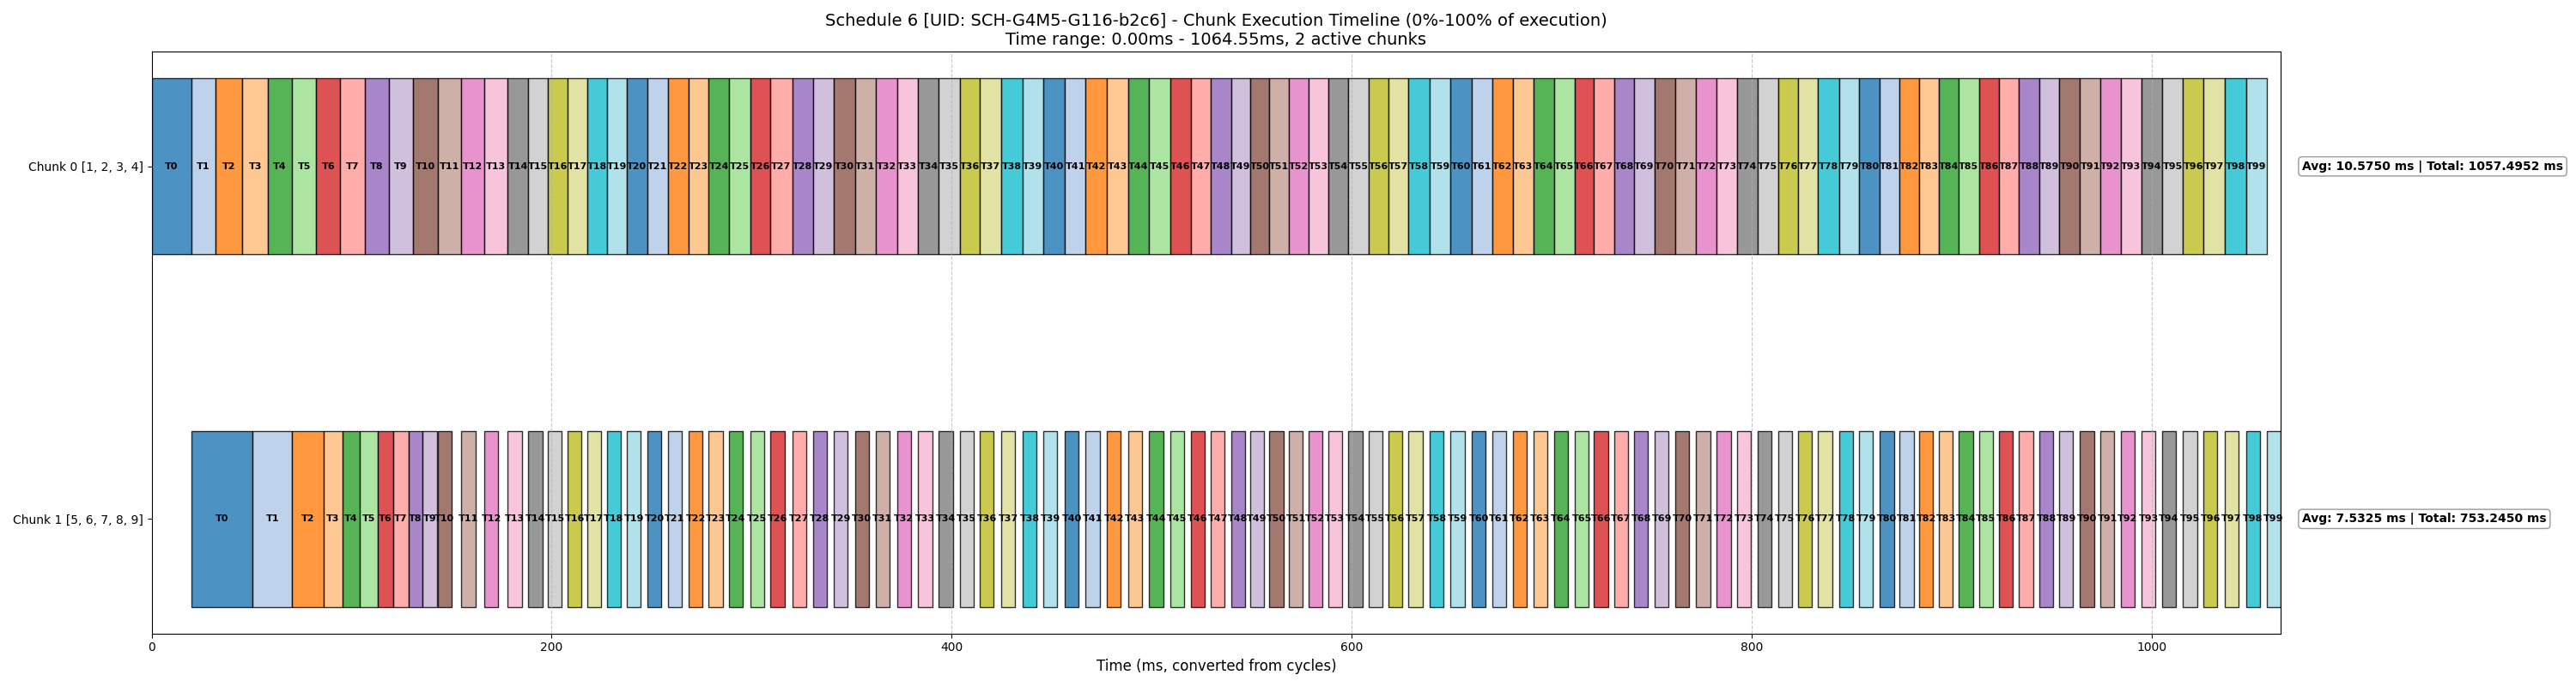 Schedule 6 [UID: SCH-G4M5-G116-b2c6] - Chunk Execution Timeline (0%-100% of execution)
Time range: 0.00ms - 1064.55ms, 2 active chunks
Chunk 0 [1, 2, 3, 4]
T0 T1 T2 T3 T4 T5 T6 T7 T8 T9 T10 T11 T12 T13 T14 T15 T16 T17 T18 T19 T20 T21 T22 T23 T24 T25 T26 T27 T28 T29 T30 T31 T32 T33 T34 T35 T36 T37 T38 T39 T40 T41 T42 T43 T44 T45 T46 T47 T48 T49 T50 T51 T52 T53 T54 T55 T56 T57 T58 T59 T60 T61 T62 T63 T64 T65 T66 T67 T68 T69 T70 T71 T72 T73 T74 T75 T76 T77 T78 T79 T80 T81 T82 T83 T84 T85 T86 T87 T88 T89 T90 T91 T92 T93 T94 T95 T96 T97 T98 T99
Avg: 10.5750 ms | Total: 1057.4952 ms
Chunk 1 [5, 6, 7, 8, 9]
T0 T1 T2 T3 T4 T5 T6 T7 T8 T9 T10 T11 T12 T13 T14 T15 T16 T17 T18 T19 T20 T21 T22 T23 T24 T25 T26 T27 T28 T29 T30 T31 T32 T33 T34 T35 T36 T37 T38 T39 T40 T41 T42 T43 T44 T45 T46 T47 T48 T49 T50 T51 T52 T53 T54 T55 T56 T57 T58 T59 T60 T61 T62 T63 T64 T65 T66 T67 T68 T69 T70 T71 T72 T73 T74 T75 T76 T77 T78 T79 T80 T81 T82 T83 T84 T85 T86 T87 T88 T89 T90 T91 T92 T93 T94 T95 T96 T97 T98 T99
Avg: 7.5325 ms | Total: 753.2450 ms
0 200 400 600 800 1000
Time (ms, converted from cycles)